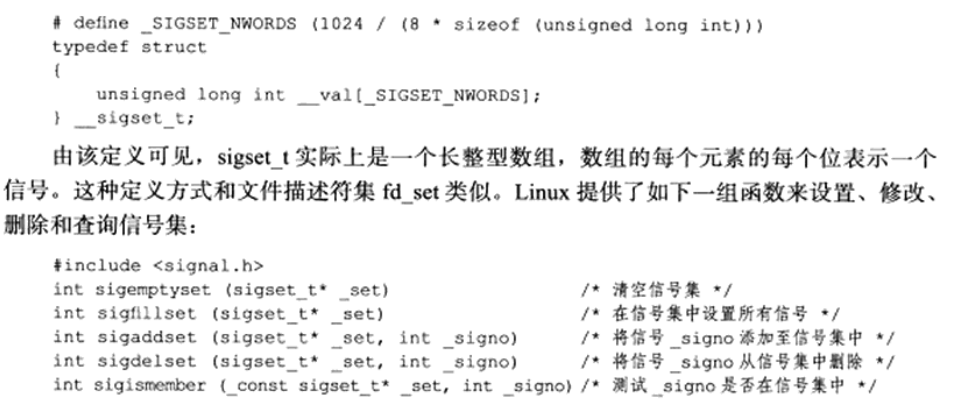 # define _SIGSET_NWORDS (1024 / (8 * sizeof (unsigned long int)))
typedef struct
{
    unsigned long int __val[_SIGSET_NWORDS];
} __sigset_t;
由该定义可见，sigset_t 实际上是一个长整型数组，数组的每个元素的每个位表示一个
信号。这种定义方式和文件描述符集 fd_set 类似。Linux 提供了如下一组函数来设置、修改、
删除和查询信号集：
#include <signal.h>
int sigemptyset (sigset_t* _set) /* 清空信号集 */
int sigfillset (sigset_t* _set) /* 在信号集中设置所有信号 */
int sigaddset (sigset_t* _set, int _signo) /* 将信号 _signo 添加至信号集中 */
int sigdelset (sigset_t* _set, int _signo) /* 将信号 _signo 从信号集中删除 */
int sigismember (_const sigset_t* _set, int _signo) /* 测试 _signo 是否在信号集中 */